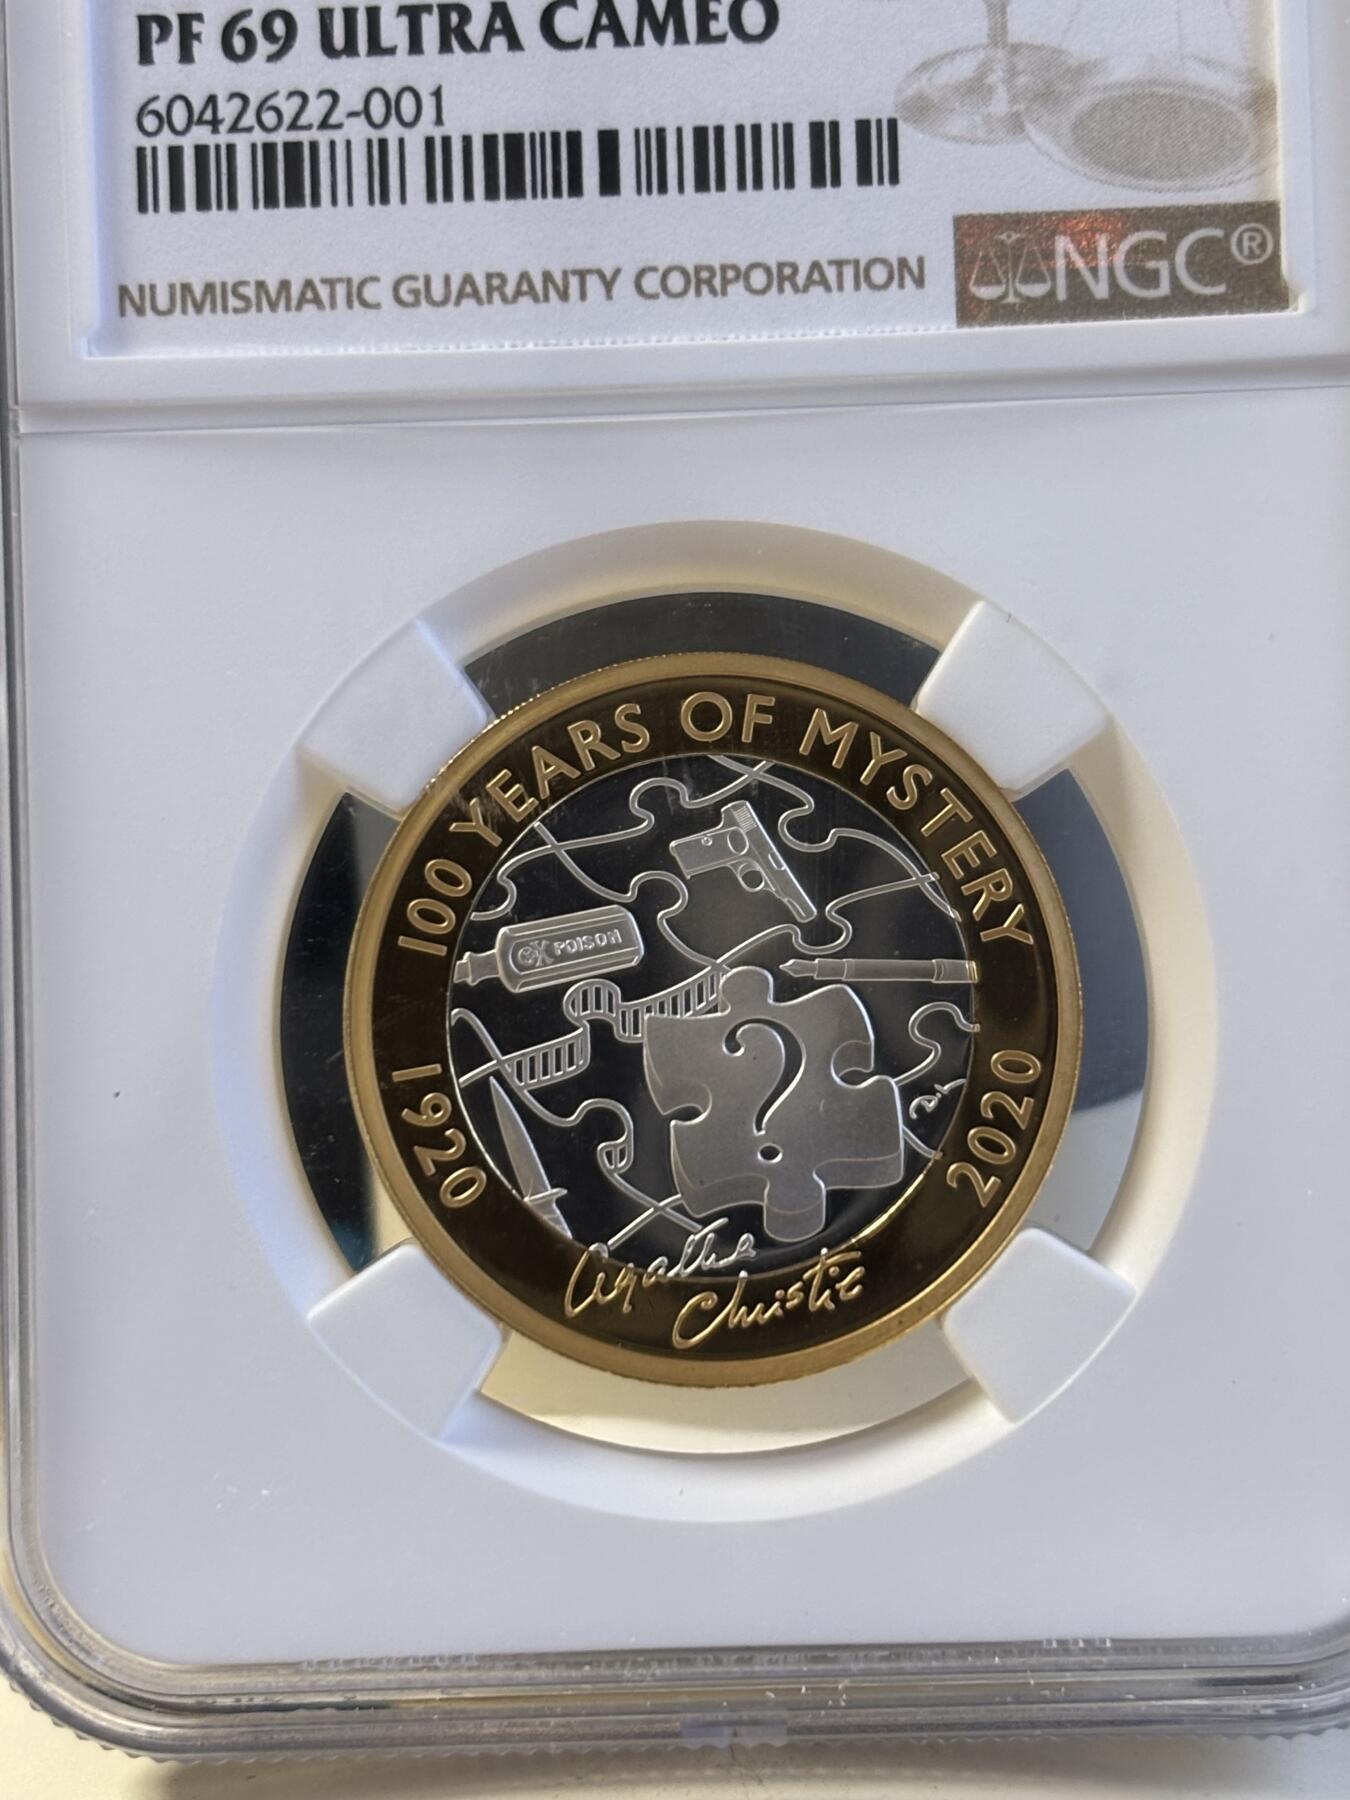 PF 69 ULTRA CAMEO
6042622-001
NUMISMATIC GUARANTY CORPORATION
NGC®
100 YEARS OF MYSTERY
POISON
1920
2020
Agatha
Christie